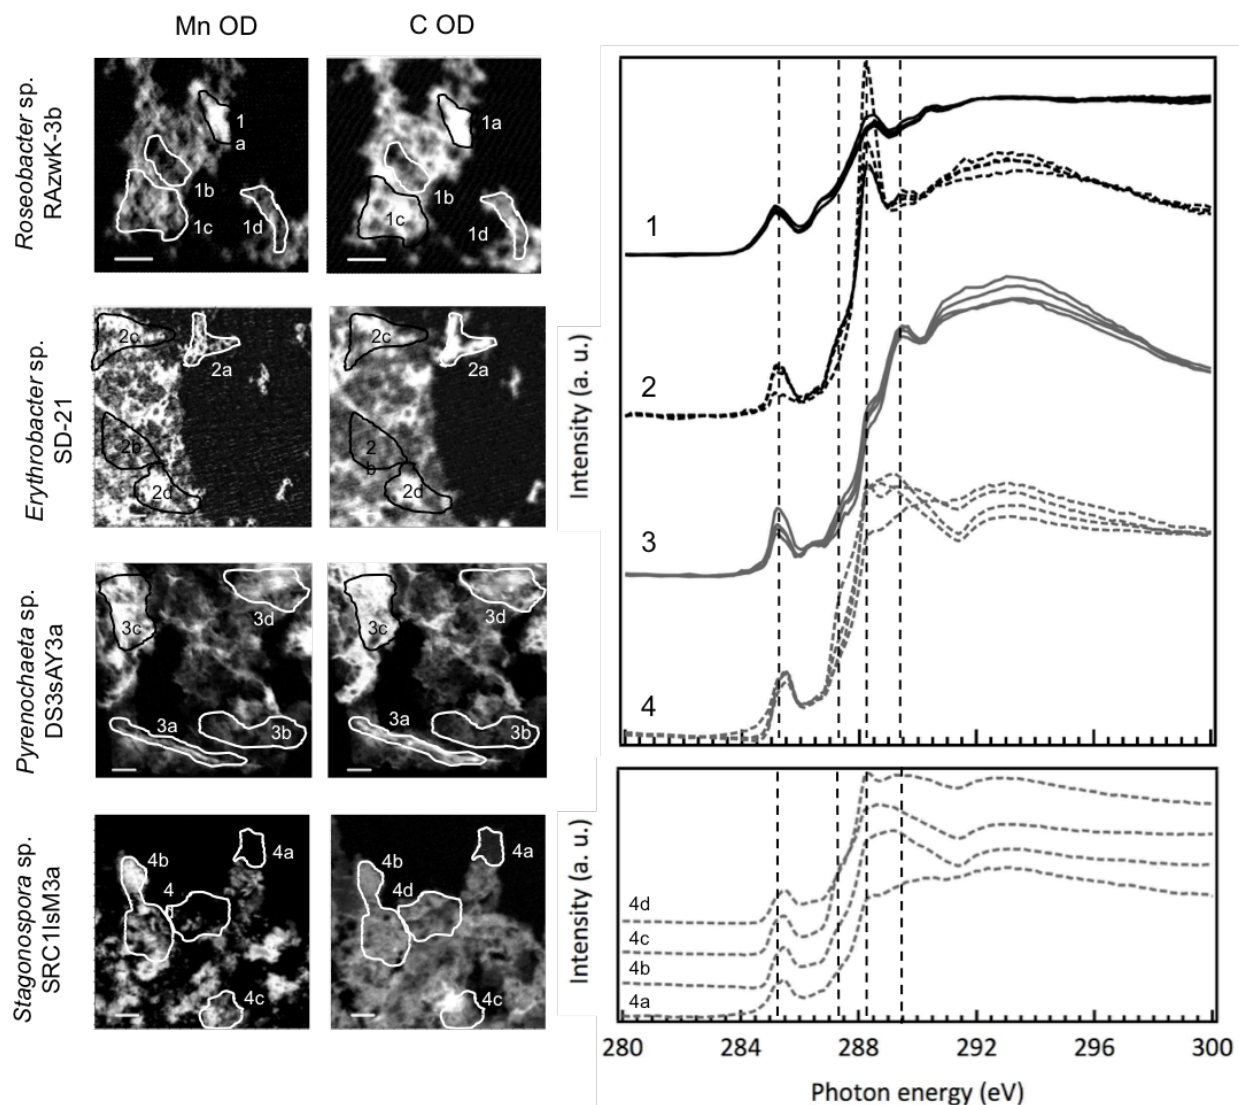 Mn OD
C OD
Roseobacter sp.
RAzwK-3b
1
a
1b
1c
1d
1a
1b
1c
1d
Erythrobacter sp.
SD-21
2c
2a
2b
2d
2c
2a
2
b
2d
Pyrenochaeta sp.
DS3sAY3a
3c
3d
3a
3b
3c
3d
3a
3b
Stagonospora sp.
SRC1lsM3a
4b
4a
4
d
4c
4b
4a
4d
4c
Intensity (a. u.)
1
2
3
4
Intensity (a. u.)
4d
4c
4b
4a
280
284
288
292
296
300
Photon energy (eV)